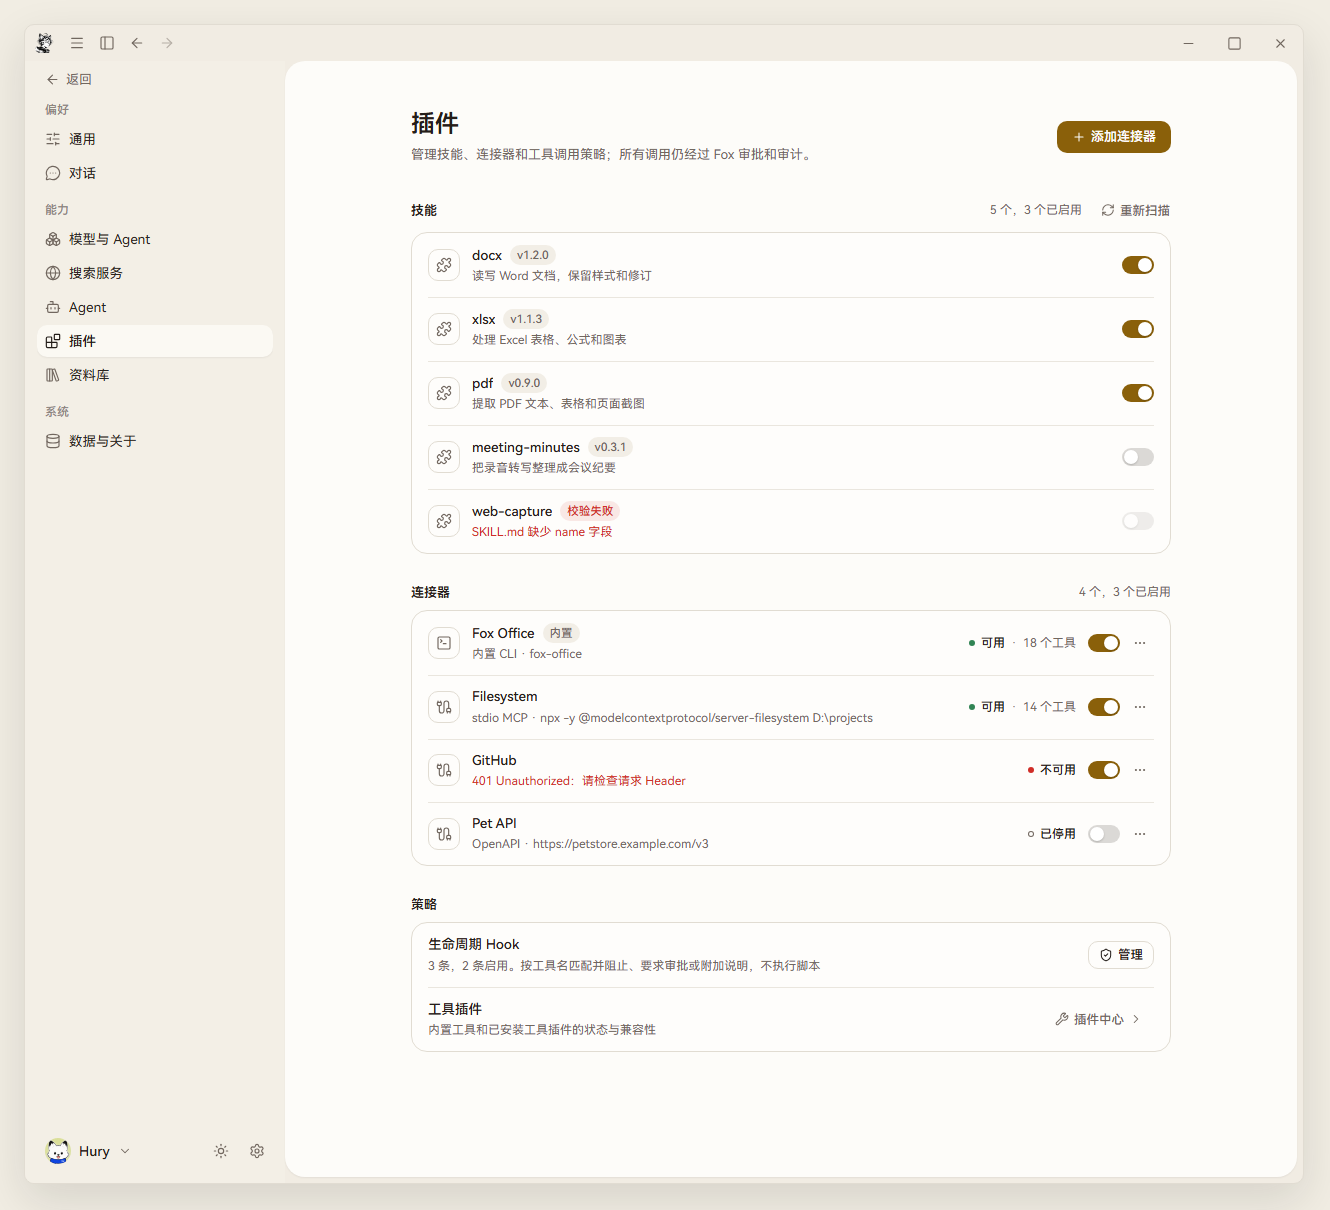 返回
偏好
通用
对话
能力
模型与 Agent
搜索服务
Agent
插件
资料库
系统
数据与关于
Hury
插件
管理技能、连接器和工具调用策略；所有调用仍经过 Fox 审批和审计。
添加连接器
技能
5 个，3 个已启用
重新扫描
docx v1.2.0
读写 Word 文档，保留样式和修订
xlsx v1.1.3
处理 Excel 表格、公式和图表
pdf v0.9.0
提取 PDF 文本、表格和页面截图
meeting-minutes v0.3.1
把录音转写整理成会议纪要
web-capture 校验失败
SKILL.md 缺少 name 字段
连接器
4 个，3 个已启用
Fox Office 内置
内置 CLI · fox-office
可用 · 18 个工具
Filesystem
stdio MCP · npx -y @modelcontextprotocol/server-filesystem D:\projects
可用 · 14 个工具
GitHub
401 Unauthorized：请检查请求 Header
不可用
Pet API
OpenAPI · https://petstore.example.com/v3
已停用
策略
生命周期 Hook
3 条，2 条启用。按工具名匹配并阻止、要求审批或附加说明，不执行脚本
管理
工具插件
内置工具和已安装工具插件的状态与兼容性
插件中心